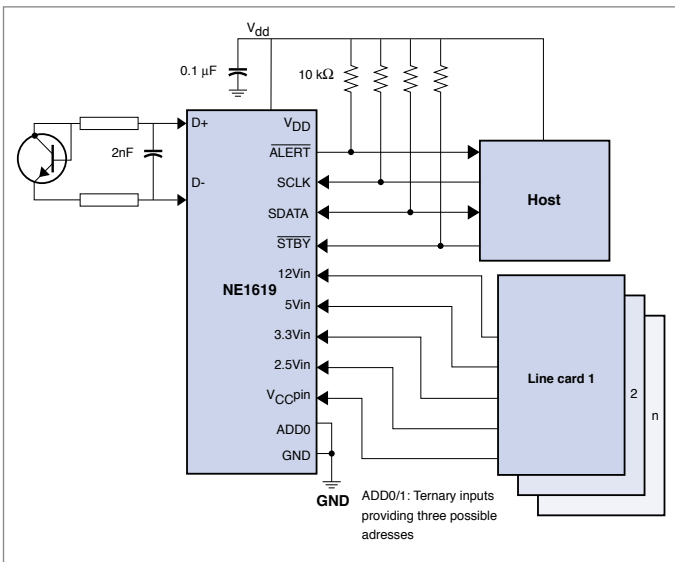 Vdd
0.1 µF
10 kΩ
D+
VDD
2nF
ALERT
SCLK
D-
SDATA
STBY
Host
NE1619
12Vin
5Vin
3.3Vin
2.5Vin
VCCpin
ADD0
GND
Line card 1
2
n
GND
ADD0/1: Ternary inputs
providing three possible
adresses